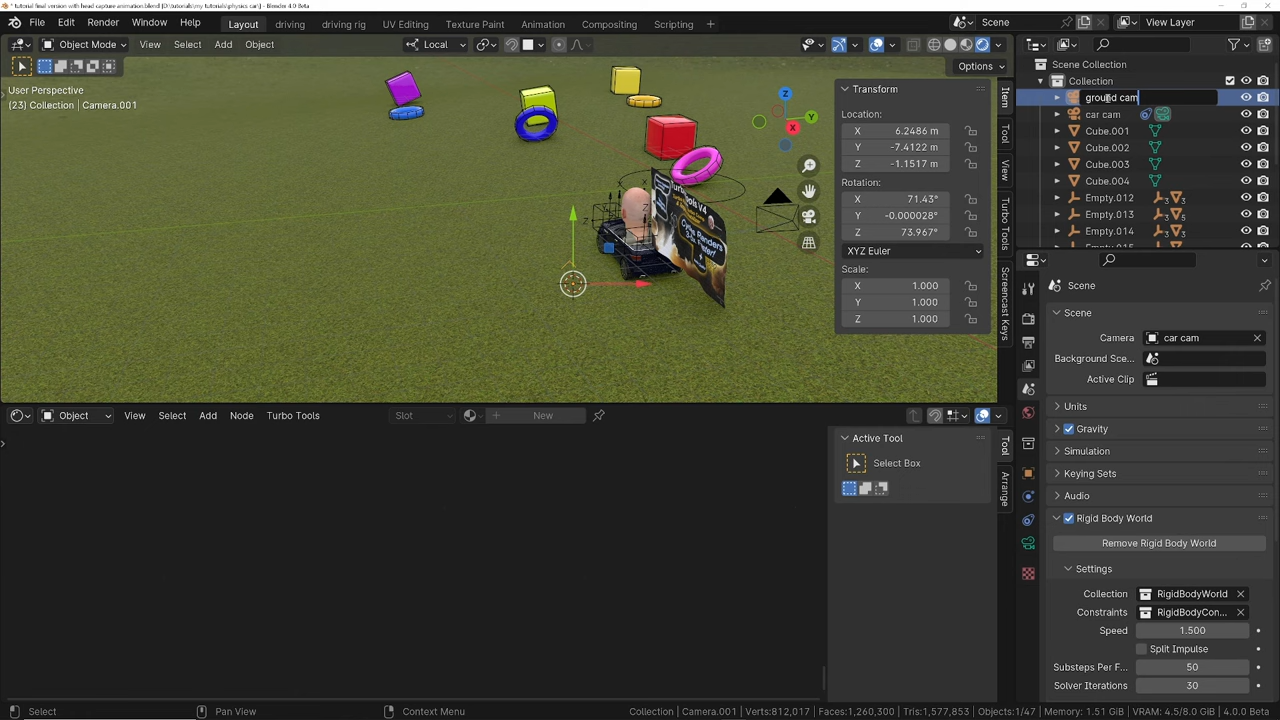 * tutorial final version with head capture animation.blend [D:\tutorials\my tutorials\physics car\] - Blender 4.0 Beta
File Edit Render Window Help Layout driving driving rig UV Editing Texture Paint Animation Compositing Scripting + Scene View Layer
Object Mode View Select Add Object Local
Options
User Perspective
(23) Collection | Camera.001
Z
Y
X
Turbo Tools V4
Transform
Location:
X 6.2486 m
Y -7.4122 m
Z -1.1517 m
Rotation:
X 71.43°
Y -0.000028°
Z 73.967°
XYZ Euler
Scale:
X 1.000
Y 1.000
Z 1.000
Item
Tool
View
Turbo Tools
Screencast Keys
Scene Collection
Collection
ground cam
car cam
Cube.001
Cube.002
Cube.003
Cube.004
Empty.012 3 3
Empty.013 3 5
Empty.014 3 3
Scene
Scene
Camera car cam
Background Sce...
Active Clip
Units
Gravity
Simulation
Keying Sets
Audio
Rigid Body World
Remove Rigid Body World
Settings
Collection RigidBodyWorld
Constraints RigidBodyCon...
Speed 1.500
Split Impulse
Substeps Per F... 50
Solver Iterations 30
Object View Select Add Node Turbo Tools Slot New
Active Tool
Select Box
Tool
Arrange
Select Pan View Context Menu Collection | Camera.001 | Verts:812,017 | Faces:1,260,300 | Tris:1,577,853 | Objects:1/47 | Memory: 1.51 GiB | VRAM: 4.5/8.0 GiB | 4.0.0 Beta